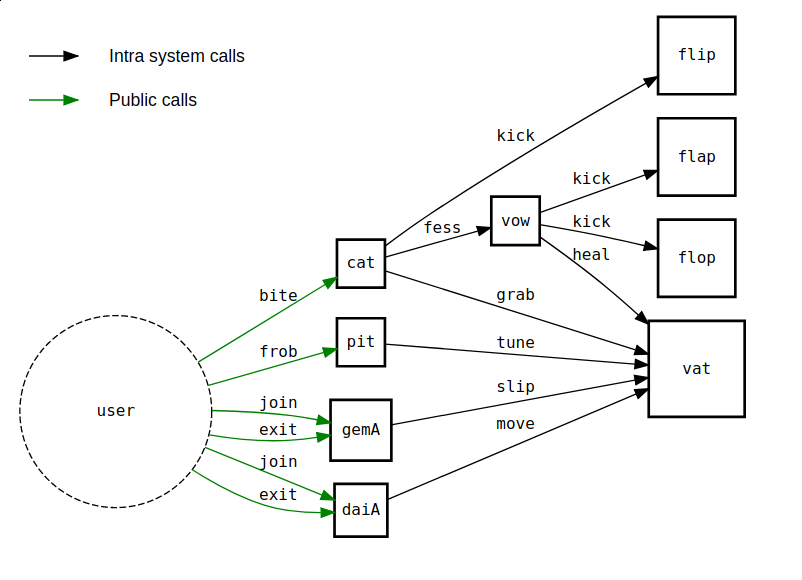 Intra system calls
Public calls
flip
kick
flap
kick
vow
kick
fess
heal
flop
cat
bite
grab
frob
pit
tune
vat
slip
join
user
exit
gemA
move
join
exit
daiA